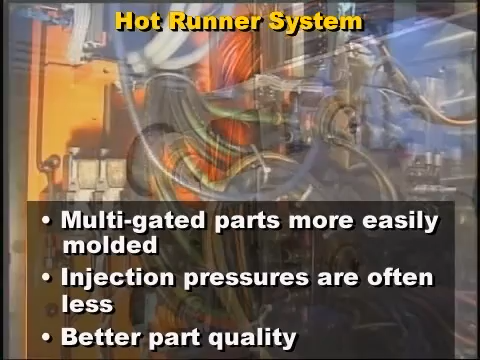 Hot Runner System
• Multi-gated parts more easily
molded
• Injection pressures are often
less
• Better part quality